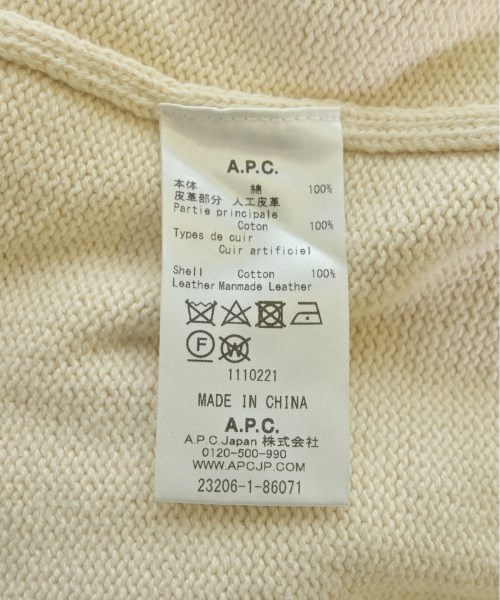 A.P.C.
本体 綿 100%
皮革部分 人工皮革
Partie principale
Coton 100%
Types de cuir
Cuir artificiel
Shell Cotton 100%
Leather Manmade Leather
F W
1110221
MADE IN CHINA
A.P.C.
A.P.C.Japan 株式会社
0120-500-990
WWW.APCJP.COM
23206-1-86071